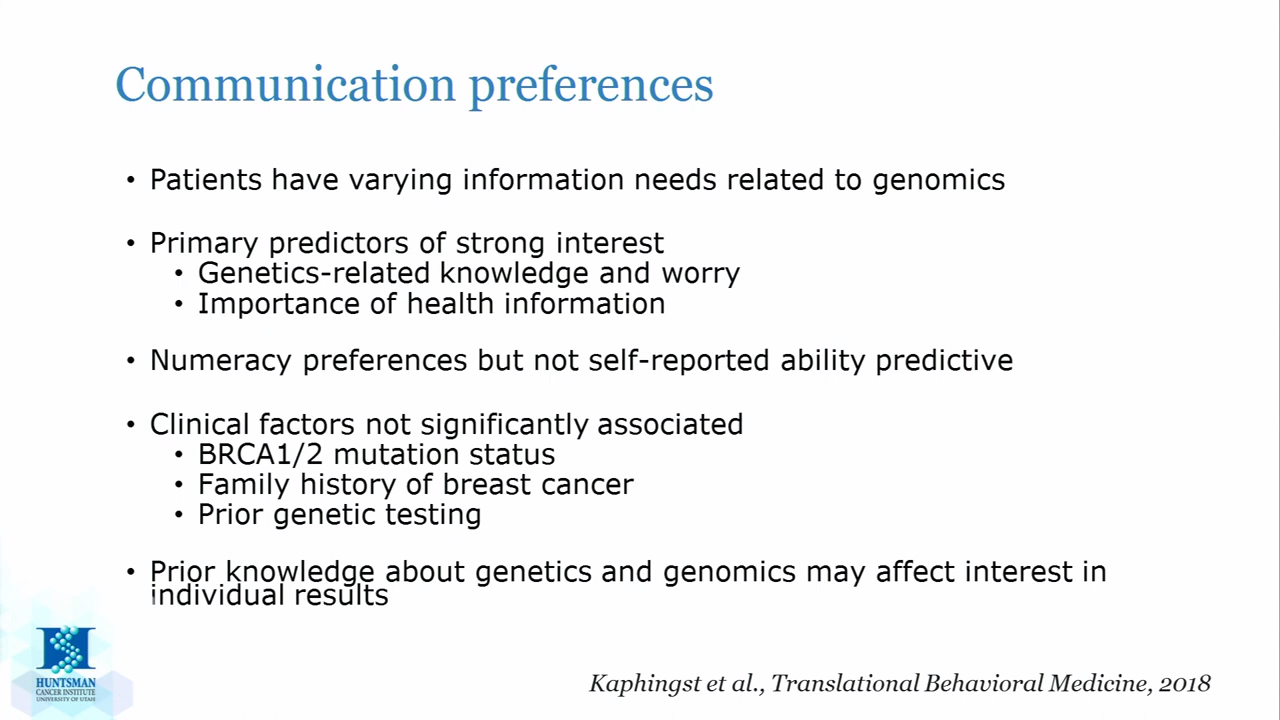 Communication preferences
• Patients have varying information needs related to genomics
• Primary predictors of strong interest
• Genetics-related knowledge and worry
• Importance of health information
• Numeracy preferences but not self-reported ability predictive
• Clinical factors not significantly associated
• BRCA1/2 mutation status
• Family history of breast cancer
• Prior genetic testing
• Prior knowledge about genetics and genomics may affect interest in
individual results
HUNTSMAN
CANCER INSTITUTE
UNIVERSITY OF UTAH
Kaphingst et al., Translational Behavioral Medicine, 2018